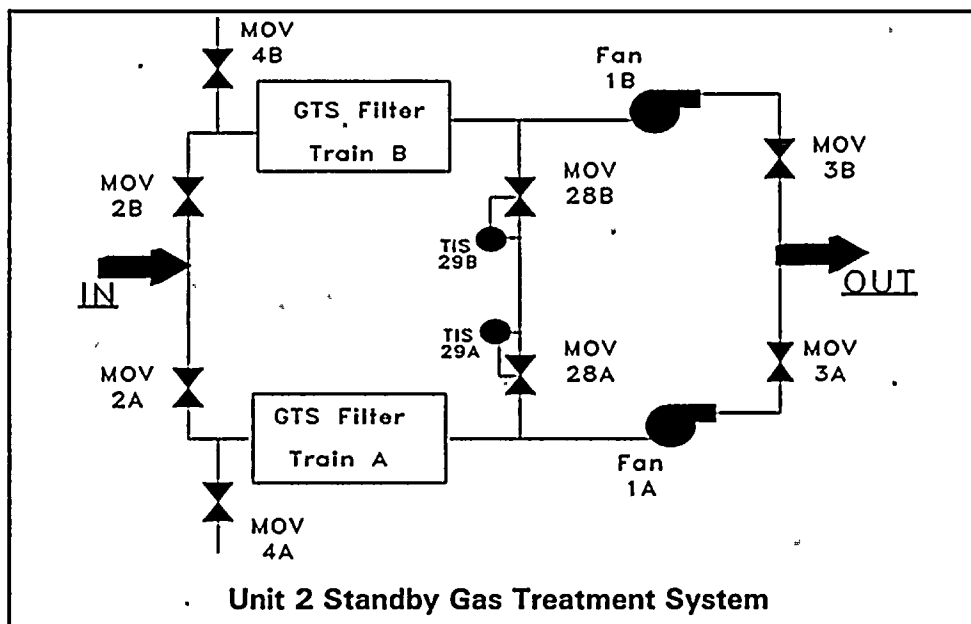 MOV
4B
Fan
1B
GTS Filter
Train B
MOV
3B
MOV
2B
MOV
28B
TIS
29B
IN
OUT
TIS
29A
MOV
28A
MOV
3A
MOV
2A
GTS Filter
Train A
Fan
1A
MOV
4A
Unit 2 Standby Gas Treatment System